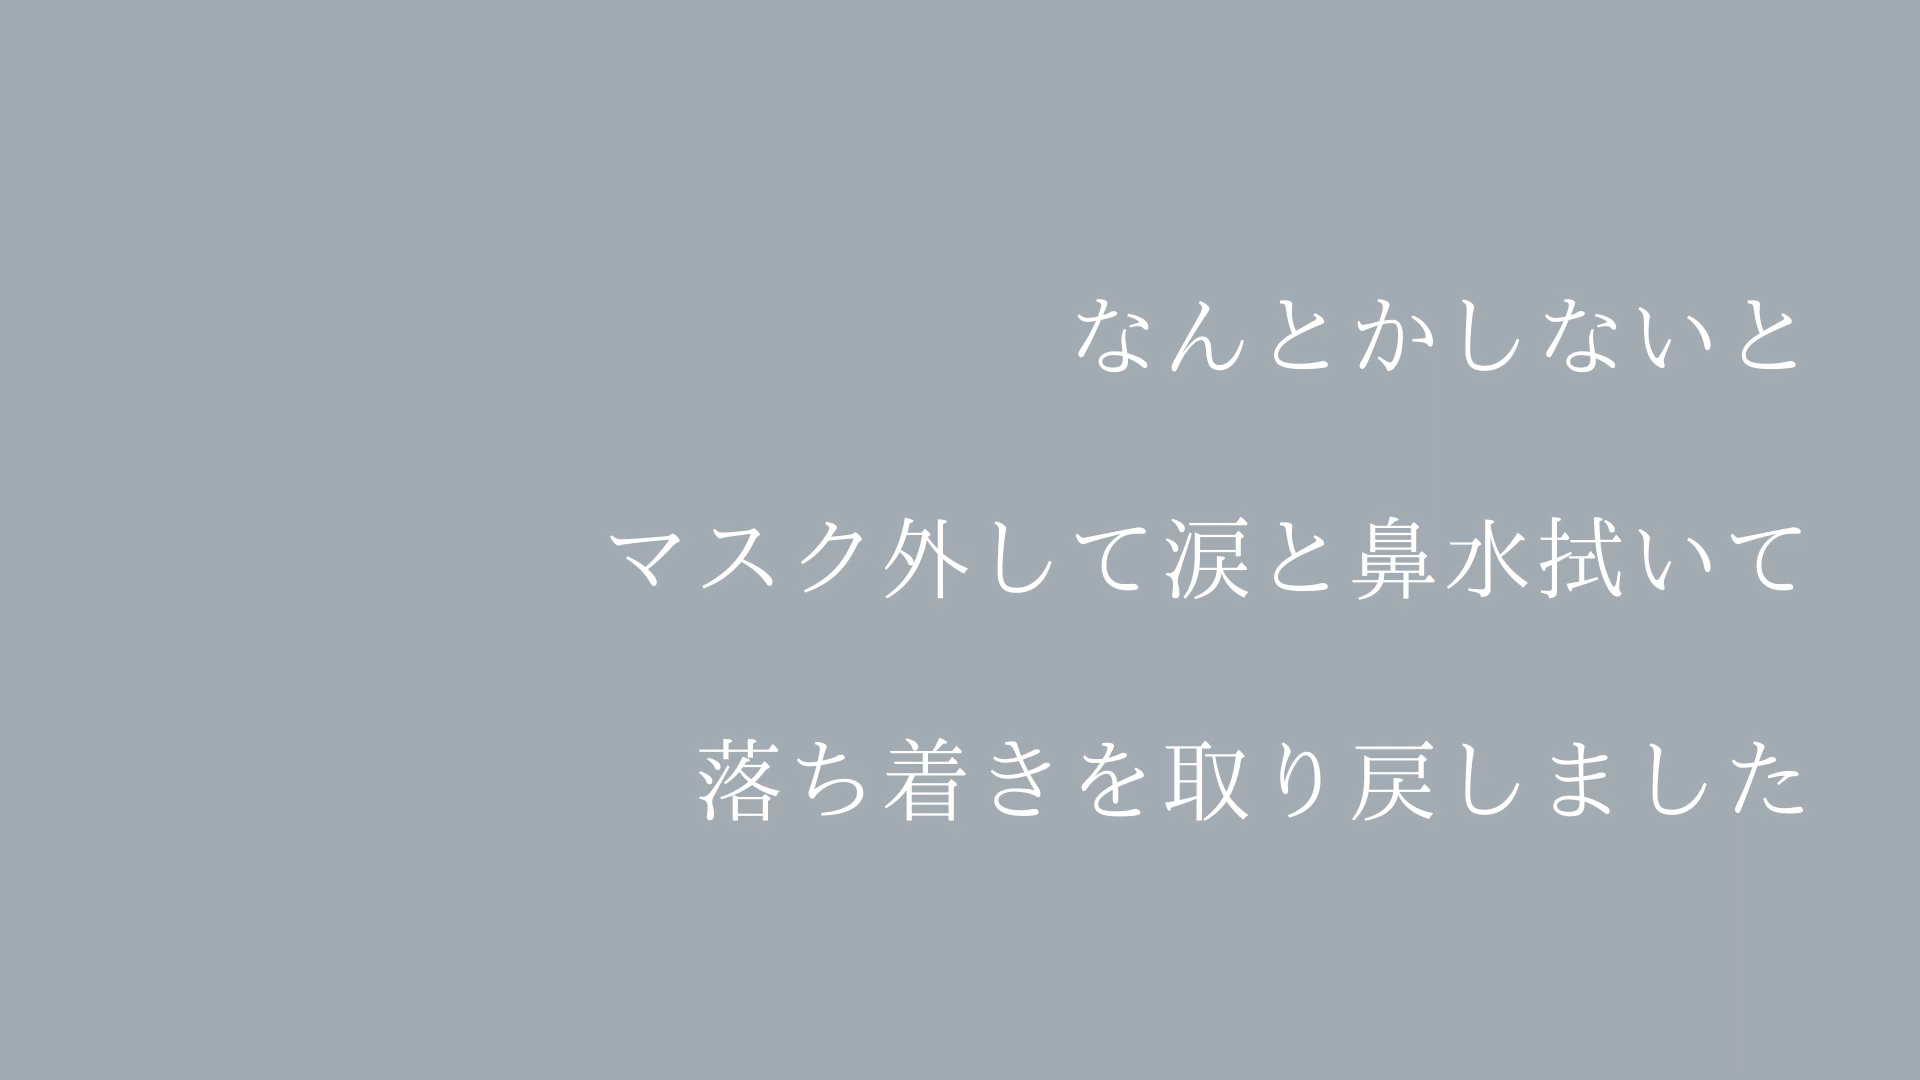 なんとかしないと
マスク外して涙と鼻水拭いて
落ち着きを取り戻しました